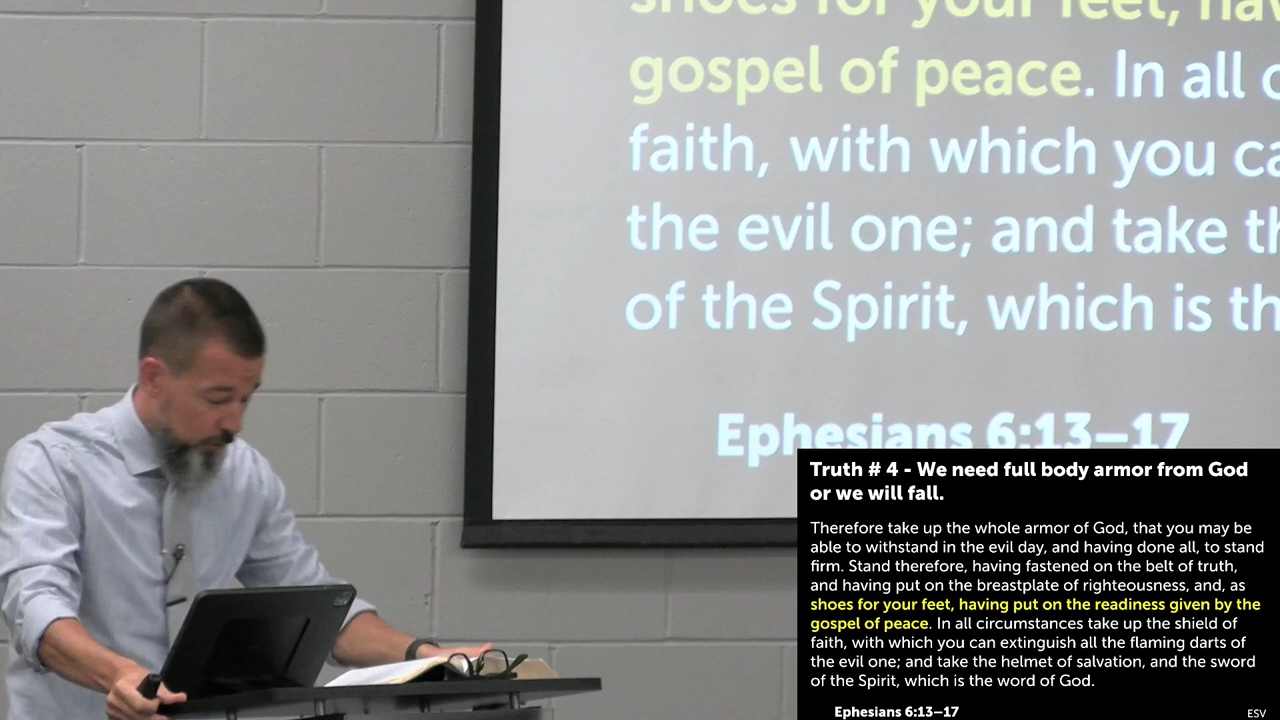 shoes for your feet, hav
gospel of peace. In all c
faith, with which you ca
the evil one; and take th
of the Spirit, which is th
Ephesians 6:13–17
Truth # 4 - We need full body armor from God
or we will fall.
Therefore take up the whole armor of God, that you may be
able to withstand in the evil day, and having done all, to stand
firm. Stand therefore, having fastened on the belt of truth,
and having put on the breastplate of righteousness, and, as
shoes for your feet, having put on the readiness given by the
gospel of peace. In all circumstances take up the shield of
faith, with which you can extinguish all the flaming darts of
the evil one; and take the helmet of salvation, and the sword
of the Spirit, which is the word of God.
Ephesians 6:13–17
ESV